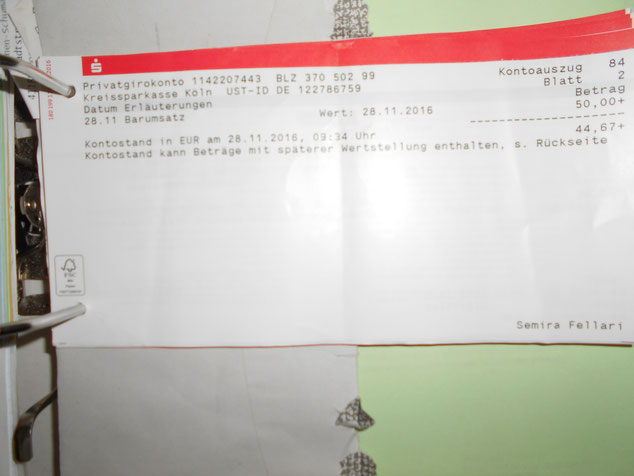 Privatgirokonto 1142207443 BLZ 370 502 99 Kontoauszug 84
Kreissparkasse Köln UST-ID DE 122786759 Blatt 2
Datum Erläuterungen Betrag
28.11 Barumsatz Wert: 28.11.2016 50,00+
Kontostand in EUR am 28.11.2016, 09:34 Uhr 44,67+
Kontostand kann Beträge mit späterer Wertstellung enthalten, s. Rückseite
FSC
Semira Fellari